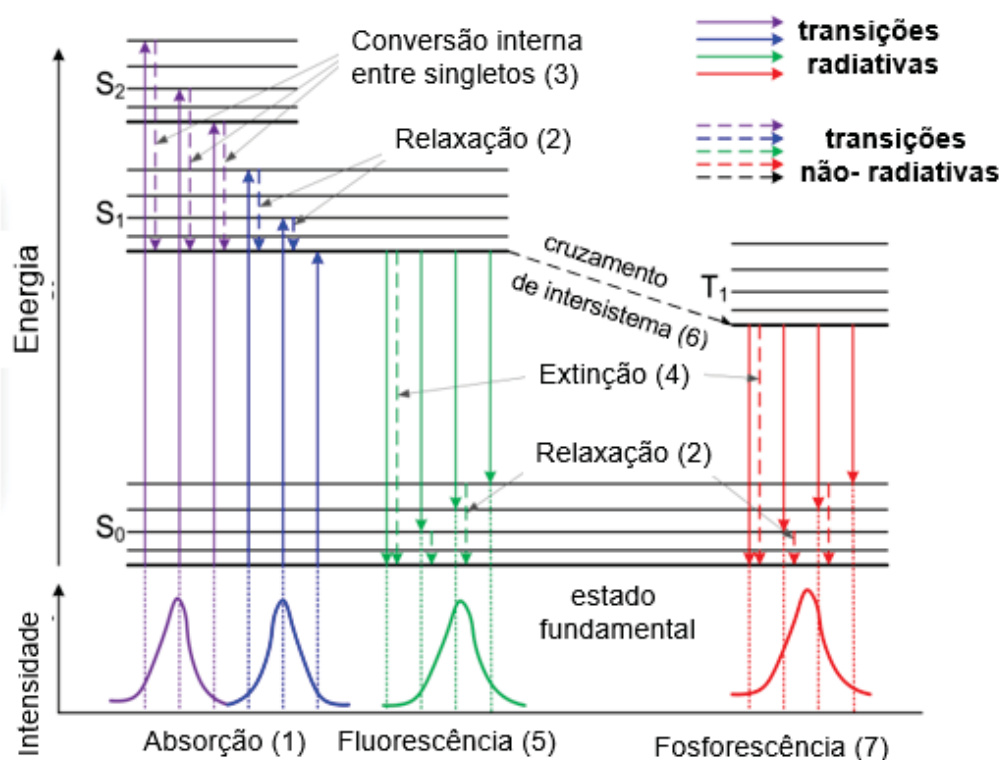 Conversão interna
entre singletos (3)
transições
radiativas
S2
Relaxação (2)
transições
não- radiativas
S1
Energia
cruzamento
de intersistema (6)
T1
Extinção (4)
Relaxação (2)
S0
estado
fundamental
Intensidade
Absorção (1)
Fluorescência (5)
Fosforescência (7)